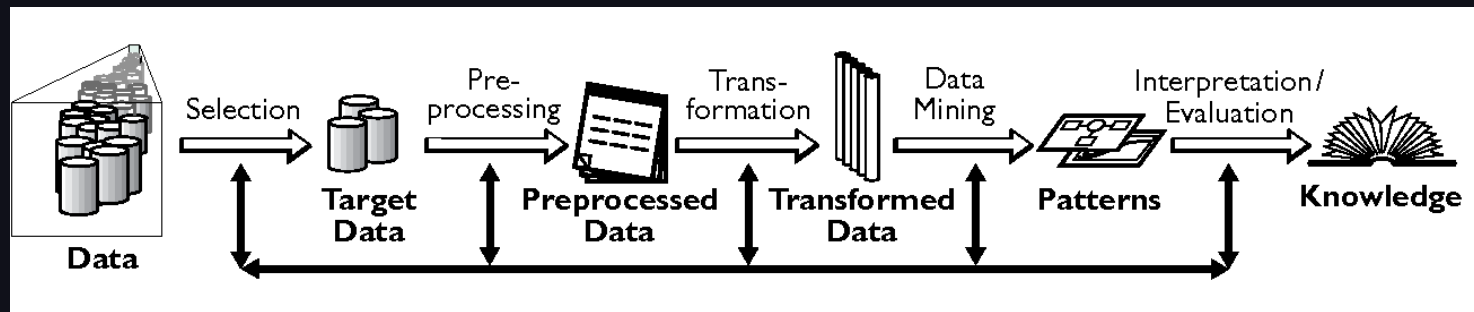 Selection
Pre-
processing
Trans-
formation
Data
Mining
Interpretation/
Evaluation
Data
Target
Data
Preprocessed
Data
Transformed
Data
Patterns
Knowledge